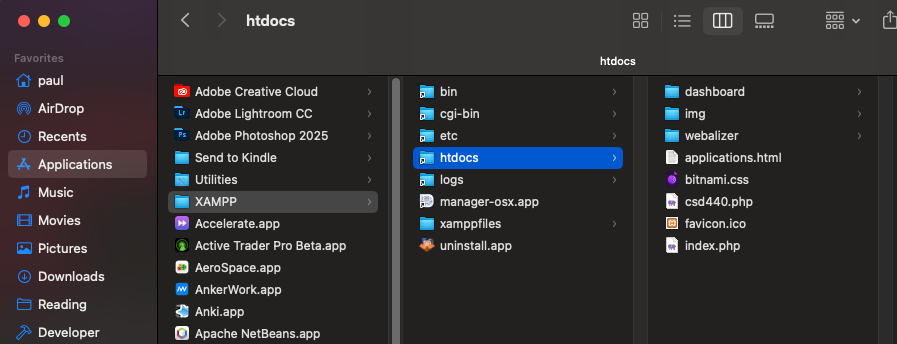 htdocs
htdocs
Favorites
paul
AirDrop
Recents
Applications
Music
Movies
Pictures
Downloads
Reading
Developer
Adobe Creative Cloud
Adobe Lightroom CC
Adobe Photoshop 2025
Send to Kindle
Utilities
XAMPP
Accelerate.app
Active Trader Pro Beta.app
AeroSpace.app
AnkerWork.app
Anki.app
Apache NetBeans.app
bin
cgi-bin
etc
htdocs
logs
manager-osx.app
xamppfiles
uninstall.app
dashboard
img
webalizer
applications.html
bitnami.css
csd440.php
favicon.ico
index.php